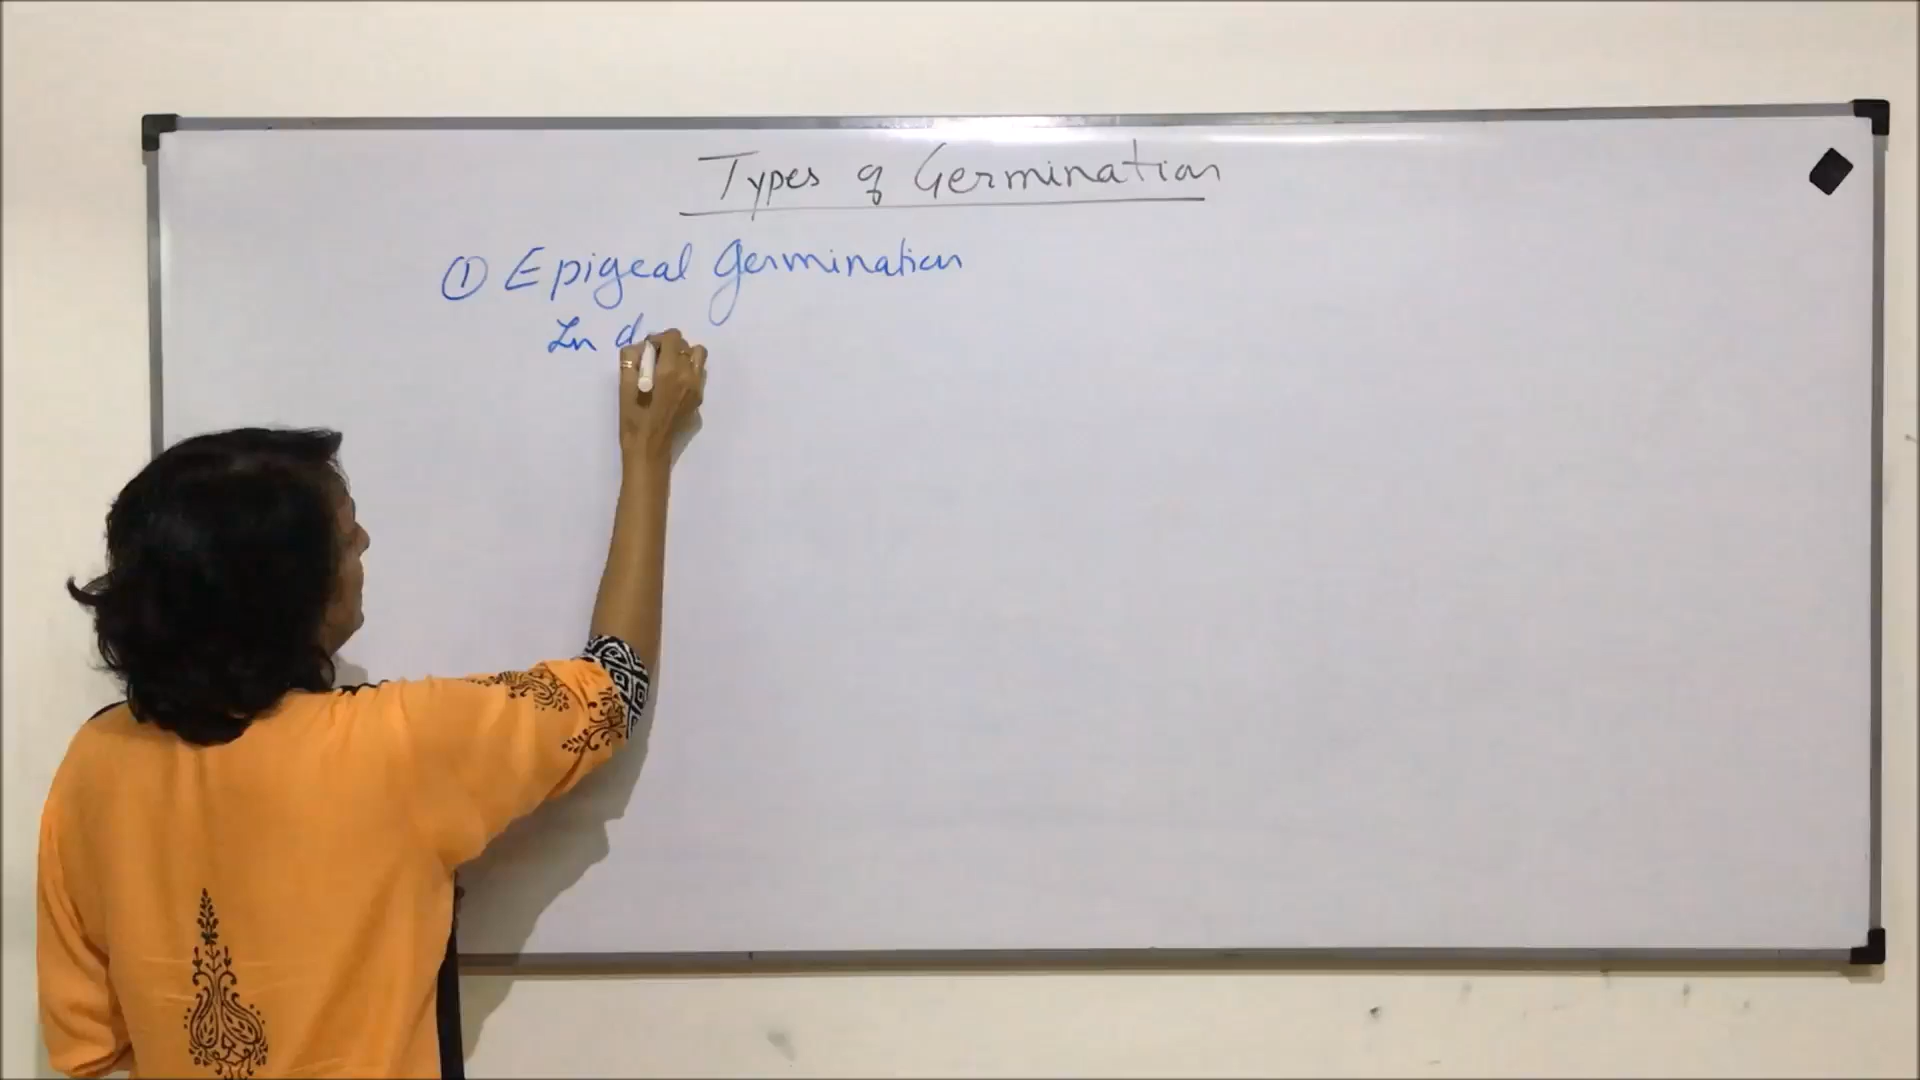 Types of Germination
① Epigeal Germination
In